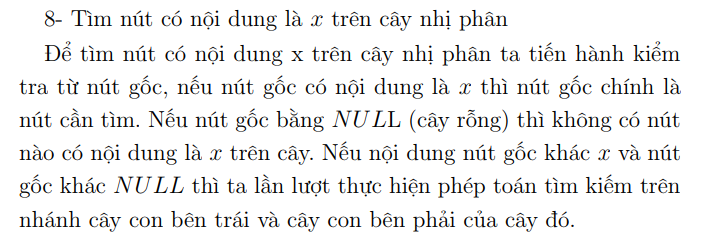 8- Tìm nút có nội dung là x trên cây nhị phân
Để tìm nút có nội dung x trên cây nhị phân ta tiến hành kiểm
tra từ nút gốc, nếu nút gốc có nội dung là x thì nút gốc chính là
nút cần tìm. Nếu nút gốc bằng NULL (cây rỗng) thì không có nút
nào có nội dung là x trên cây. Nếu nội dung nút gốc khác x và nút
gốc khác NULL thì ta lần lượt thực hiện phép toán tìm kiếm trên
nhánh cây con bên trái và cây con bên phải của cây đó.